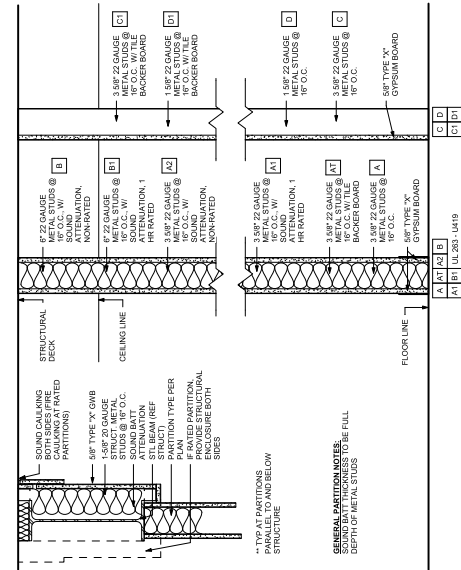 SOUND CAULKING
BOTH SIDES (FIRE
CAULKING AT RATED
PARTITIONS)
5/8" TYPE "X" GWB
1-5/8" 20 GAUGE
STRUCT. METAL
STUDS @ 16" O.C.
SOUND BATT
ATTENUATION
STL BEAM (REF
STRUCT)
PARTITION TYPE PER
PLAN
IF RATED PARTITION,
PROVIDE STRUCTURAL
ENCLOSURE BOTH
SIDES
** TYP AT PARTITIONS
PARALLEL TO AND BELOW
STRUCTURE
GENERAL PARTITION NOTES:
SOUND BATT THICKNESS TO BE FULL
DEPTH OF METAL STUDS
STRUCTURAL
DECK
CEILING LINE
FLOOR LINE
B
6" 22 GAUGE
METAL STUDS @
16" O.C., W/
SOUND
ATTENUATION,
NON-RATED
B1
6" 22 GAUGE
METAL STUDS @
16" O.C., W/
SOUND
ATTENUATION, 1
HR RATED
A2
3 5/8" 22 GAUGE
METAL STUDS @
16" O.C., W/
SOUND
ATTENUATION,
NON-RATED
A1
3 5/8" 22 GAUGE
METAL STUDS @
16" O.C., W/
SOUND
ATTENUATION, 1
HR RATED
AT
3 5/8" 22 GAUGE
METAL STUDS @
16" O.C. W/ TILE
BACKER BOARD
A
3 5/8" 22 GAUGE
METAL STUDS @
16" O.C.
5/8" TYPE "X"
GYPSUM BOARD
A AT A2 B
A1 B1 UL 263 - U419
C1
3 5/8" 22 GAUGE
METAL STUDS @
16" O.C. W/ TILE
BACKER BOARD
D1
1 5/8" 22 GAUGE
METAL STUDS @
16" O.C. W/ TILE
BACKER BOARD
D
1 5/8" 22 GAUGE
METAL STUDS @
16" O.C.
C
3 5/8" 22 GAUGE
METAL STUDS @
16" O.C.
5/8" TYPE "X"
GYPSUM BOARD
C D
C1 D1